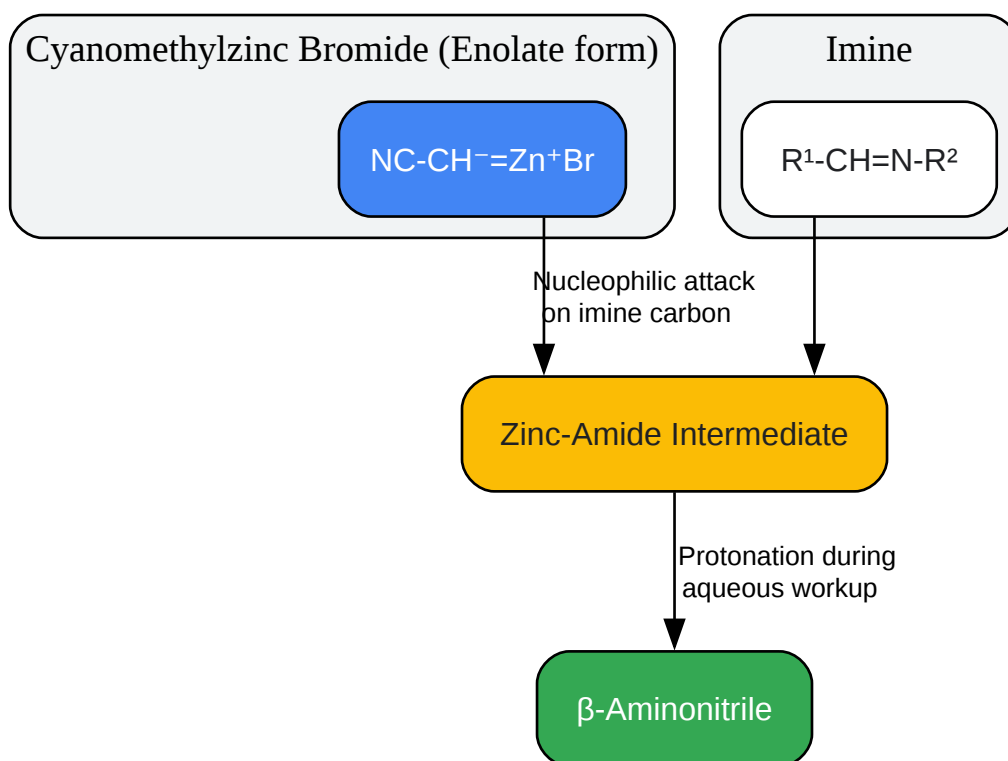 Cyanomethylzinc Bromide (Enolate form)
Imine
NC-CH⁻=Zn⁺Br
R¹-CH=N-R²
Nucleophilic attack
on imine carbon
Zinc-Amide Intermediate
Protonation during
aqueous workup
β-Aminonitrile